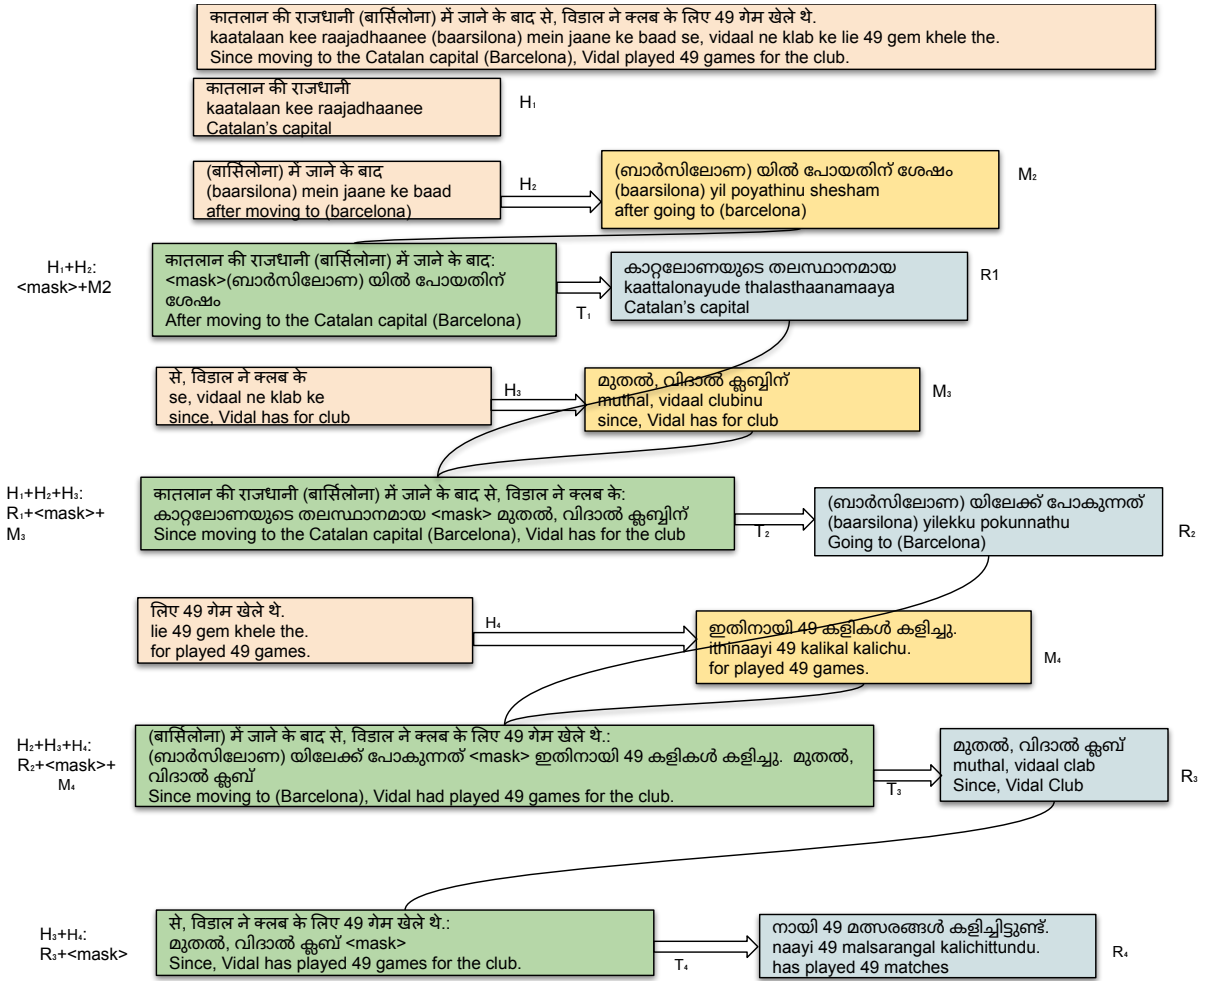 कातलान की राजधानी (बार्सिलोना) में जाने के बाद से, विडाल ने क्लब के लिए 49 गेम खेले थे.
kaatalaan kee raajadhaanee (baarsilona) mein jaane ke baad se, vidaal ne klab ke lie 49 gem khele the.
Since moving to the Catalan capital (Barcelona), Vidal played 49 games for the club.
कातलान की राजधानी
kaatalaan kee raajadhaanee
Catalan's capital
H₁
(बार्सिलोना) में जाने के बाद
(baarsilona) mein jaane ke baad
after moving to (barcelona)
H₂
(ബാർസിലോണ) യിൽ പോയതിന് ശേഷം
(baarsilona) yil poyathinu shesham
after going to (barcelona)
M₂
H₁+H₂:
<mask>+M2
कातलान की राजधानी (बार्सिलोना) में जाने के बाद:
<mask>(ബാർസിലോണ) യിൽ പോയതിന്
ശേഷം
After moving to the Catalan capital (Barcelona)
T₁
കാറ്റലോണയുടെ തലസ്ഥാനമായ
kaattalonayude thalasthaanamaaya
Catalan's capital
R1
से, विडाल ने क्लब के
se, vidaal ne klab ke
since, Vidal has for club
H₃
മുതൽ, വിദാൽ ക്ലബ്ബിന്
muthal, vidaal clubinu
since, Vidal has for club
M₃
H₁+H₂+H₃:
R₁+<mask>+
M₃
कातलान की राजधानी (बार्सिलोना) में जाने के बाद से, विडाल ने क्लब के:
കാറ്റലോണയുടെ തലസ്ഥാനമായ <mask> മുതൽ, വിദാൽ ക്ലബ്ബിന്
Since moving to the Catalan capital (Barcelona), Vidal has for the club
T₂
(ബാർസിലോണ) യിലേക്ക് പോകുന്നത്
(baarsilona) yilekku pokunnathu
Going to (Barcelona)
R₂
लिए 49 गेम खेले थे.
lie 49 gem khele the.
for played 49 games.
H₄
ഇതിനായി 49 കളികൾ കളിച്ചു.
ithinaayi 49 kalikal kalichu.
for played 49 games.
M₄
H₂+H₃+H₄:
R₂+<mask>+
M₄
(बार्सिलोना) में जाने के बाद से, विडाल ने क्लब के लिए 49 गेम खेले थे.:
(ബാർസിലോണ) യിലേക്ക് പോകുന്നത് <mask> ഇതിനായി 49 കളികൾ കളിച്ചു. മുതൽ,
വിദാൽ ക്ലബ്
Since moving to (Barcelona), Vidal had played 49 games for the club.
T₃
മുതൽ, വിദാൽ ക്ലബ്
muthal, vidaal clab
Since, Vidal Club
R₃
H₃+H₄:
R₃+<mask>
से, विडाल ने क्लब के लिए 49 गेम खेले थे.:
മുതൽ, വിദാൽ ക്ലബ് <mask>
Since, Vidal has played 49 games for the club.
T₄
നായി 49 മത്സരങ്ങൾ കളിച്ചിട്ടുണ്ട്.
naayi 49 malsarangal kalichittundu.
has played 49 matches
R₄